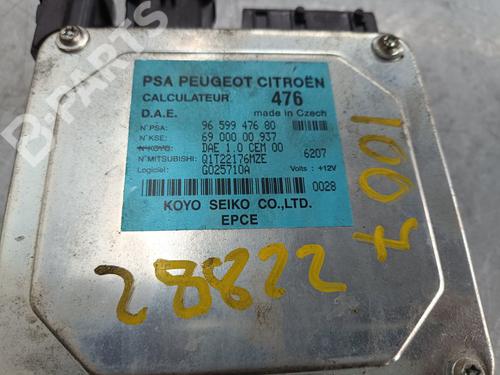 PSA PEUGEOT CITROËN
CALCULATEUR 476
D.A.E. made in Czech
N°PSA: 96 599 476 80
N°KSE: 69 000 00 937
N°KOYO: DAE 1.0 CEM 00
N°MITSUBISHI: Q1T22176MZE 6207
Logiciel: G025710A Volts: +12V
0028
KOYO SEIKO CO.,LTD.
EPCE
28822
001
B-PARTS